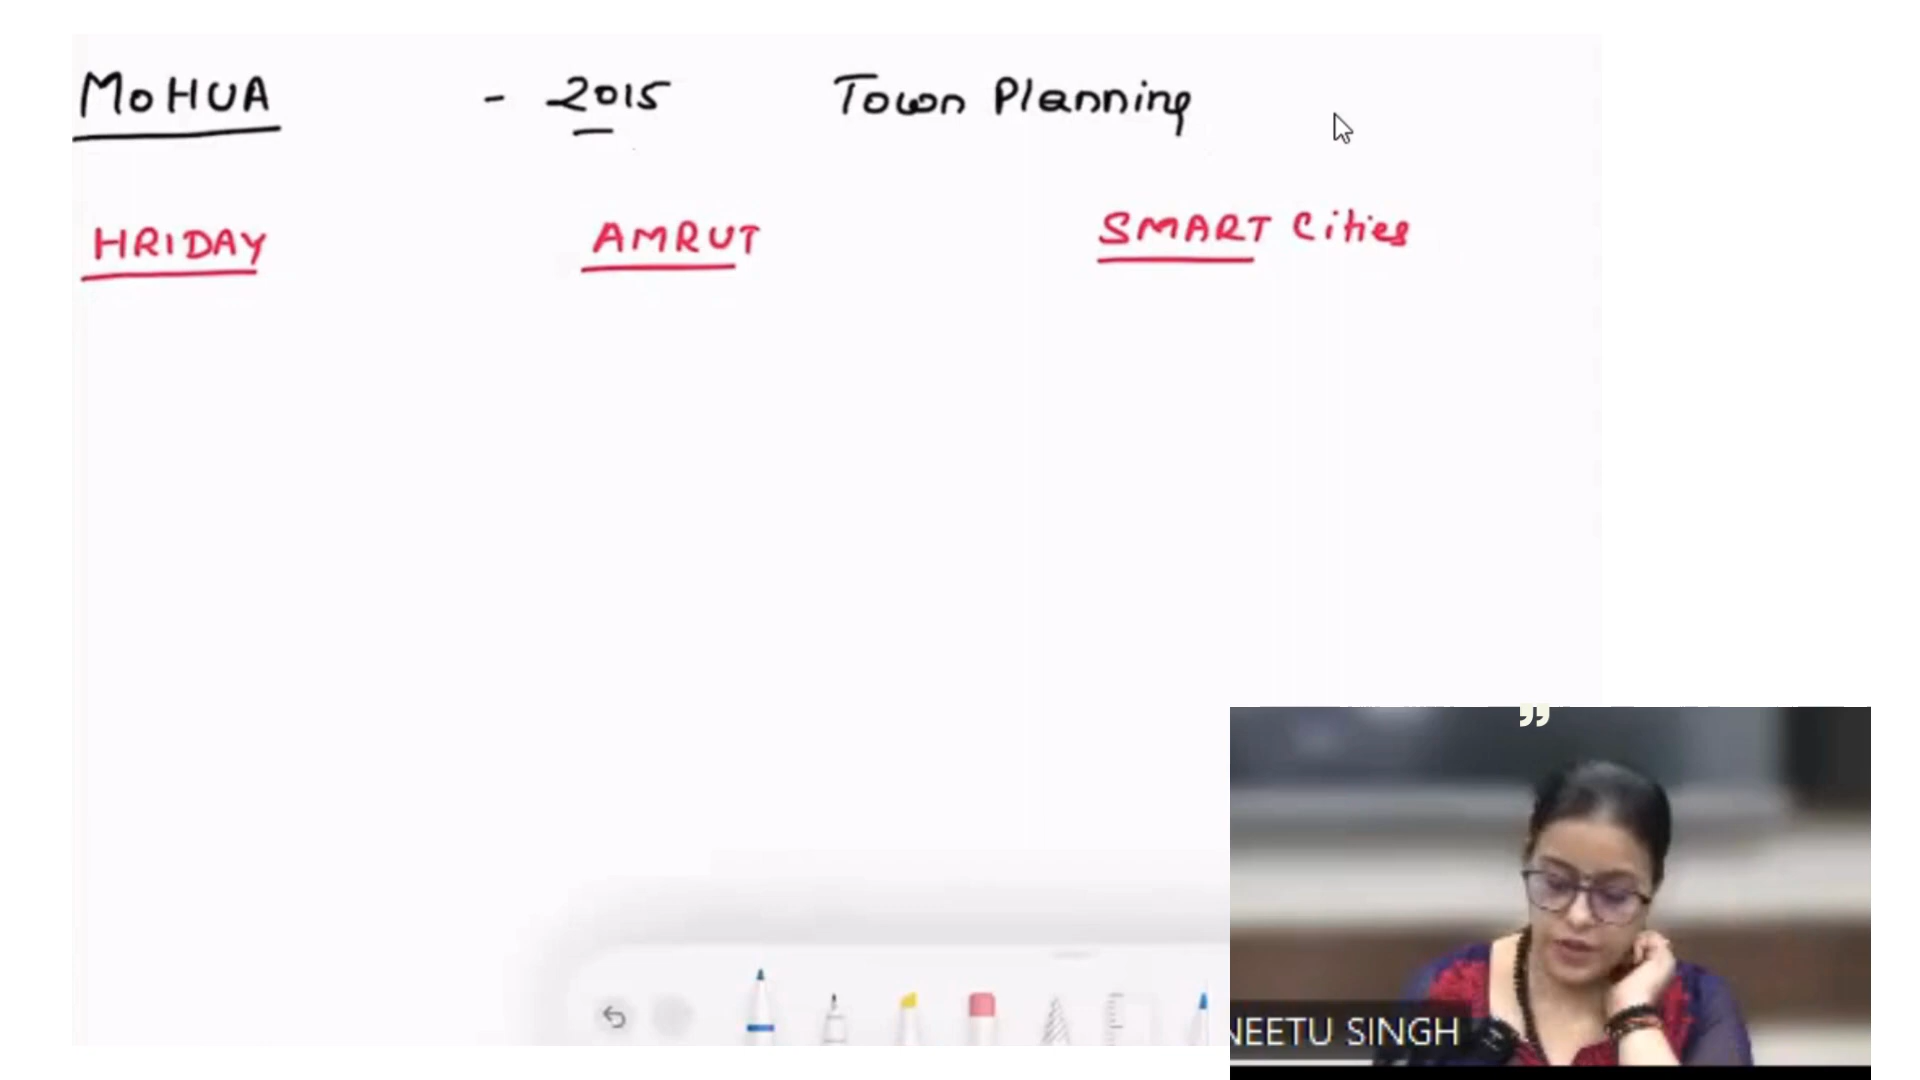 MoHUA - 2015 Town Planning
HRIDAY AMRUT SMART Cities
”
NEETU SINGH